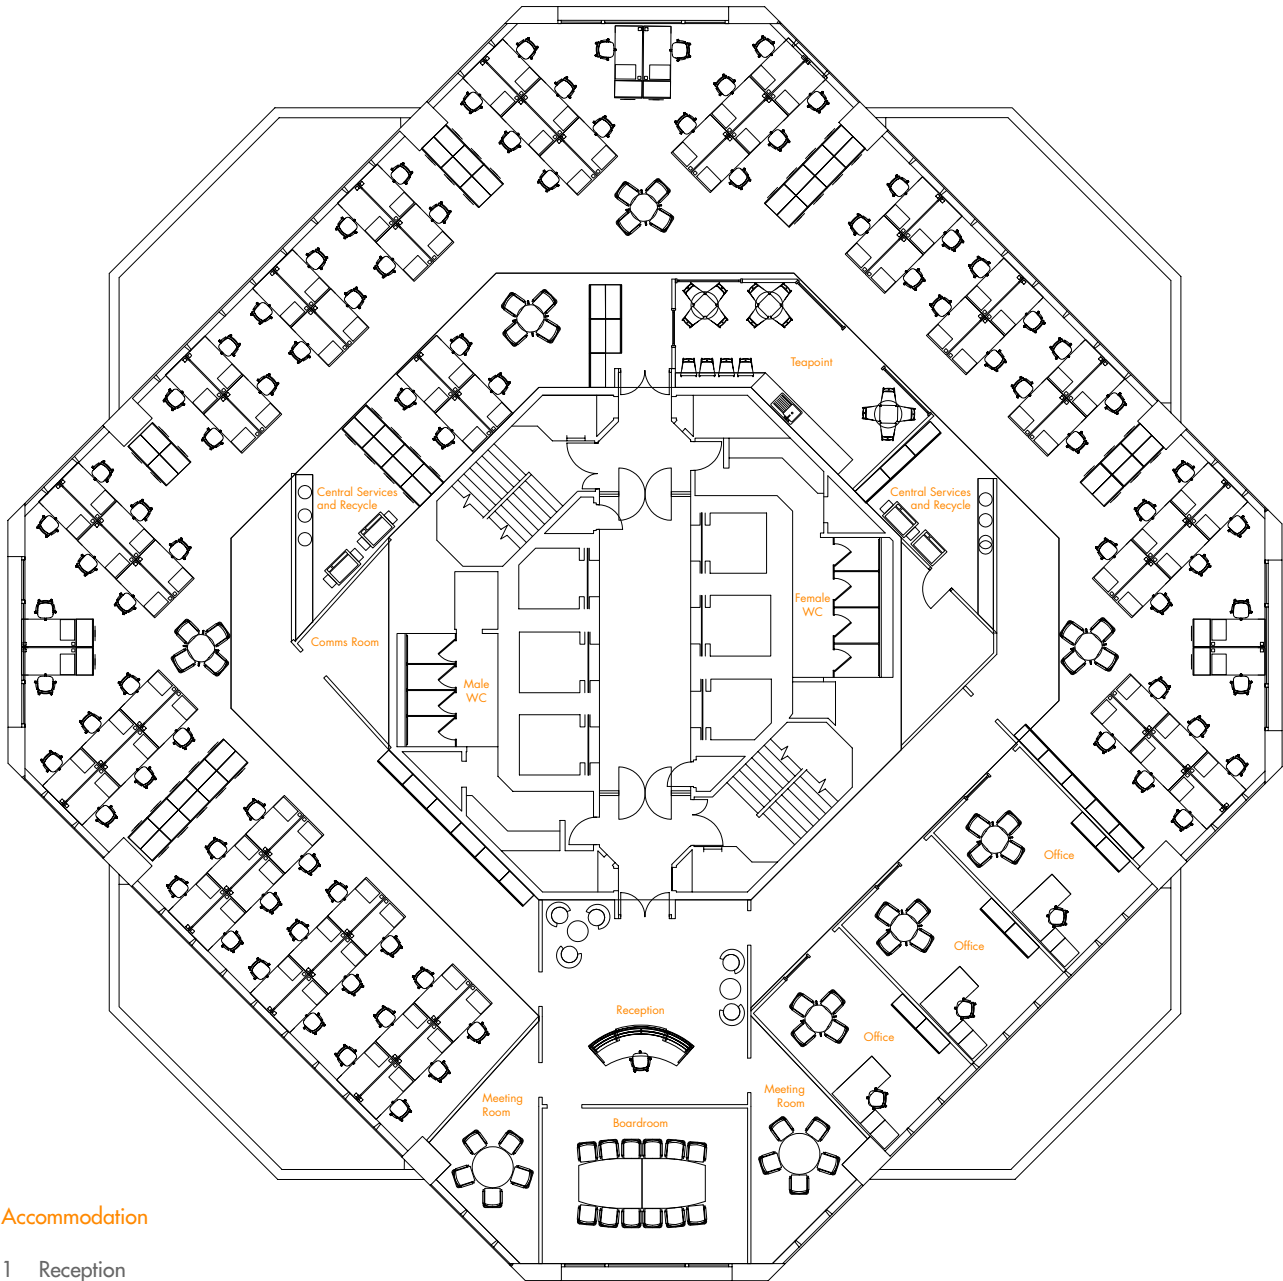 Teapoint
Central Services
and Recycle
Central Services
and Recycle
Female
WC
Comms Room
Male
WC
Office
Office
Reception
Office
Meeting
Room
Meeting
Room
Boardroom
Accommodation
1 Reception